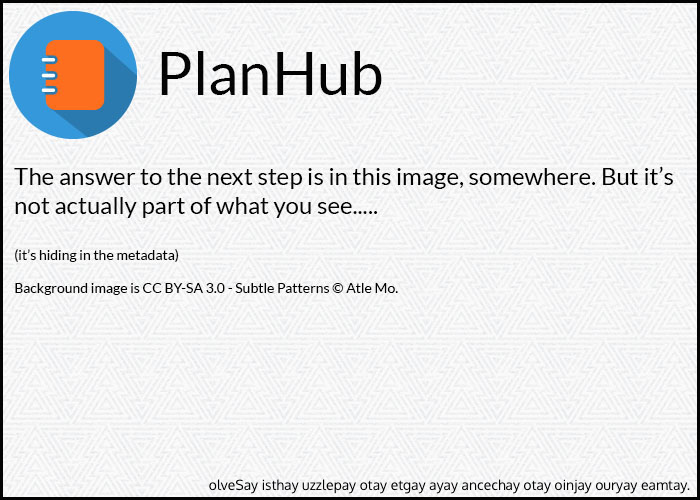 PlanHub
The answer to the next step is in this image, somewhere. But it’s
not actually part of what you see.....
(it’s hiding in the metadata)
Background image is CC BY-SA 3.0 - Subtle Patterns © Atle Mo.
olveSay isthay uzzlepay otay etgay ayay ancechay otay oinjay ouryay eamtay.